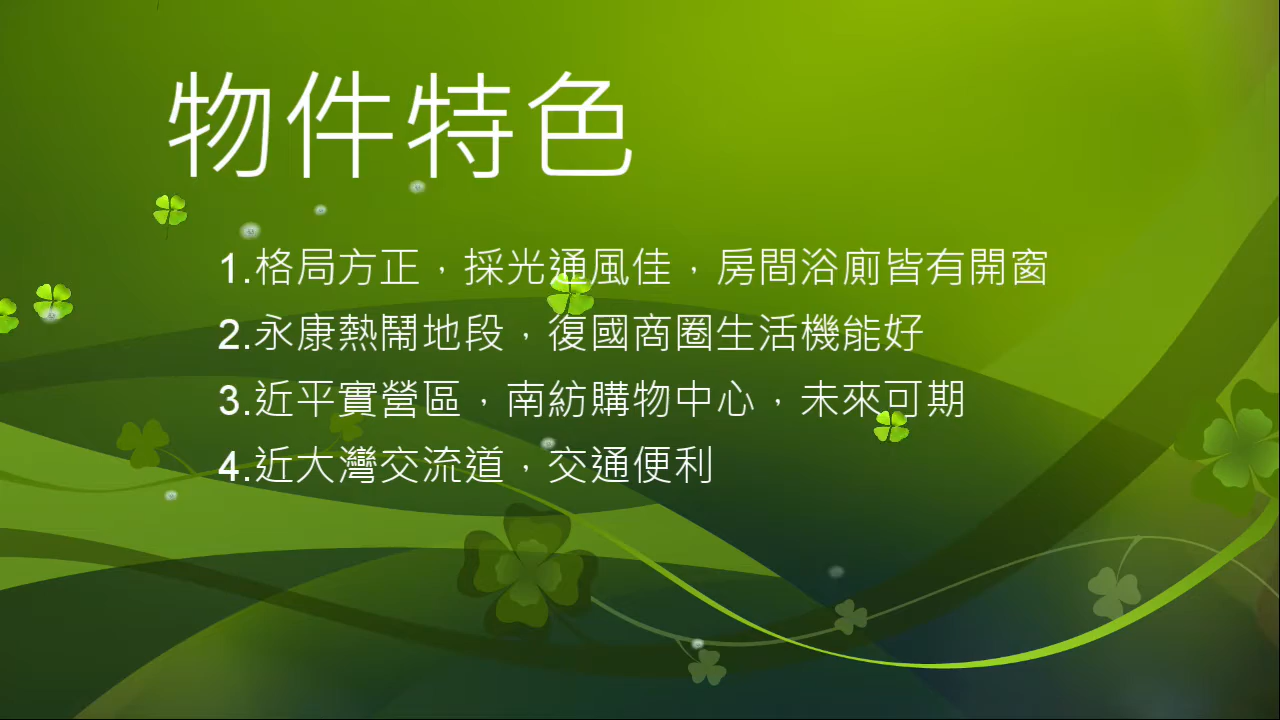 物件特色
1.格局方正，採光通風佳，房間浴廁皆有開窗
2.永康熱鬧地段，復國商圈生活機能好
3.近平實營區，南紡購物中心，未來可期
4.近大灣交流道，交通便利